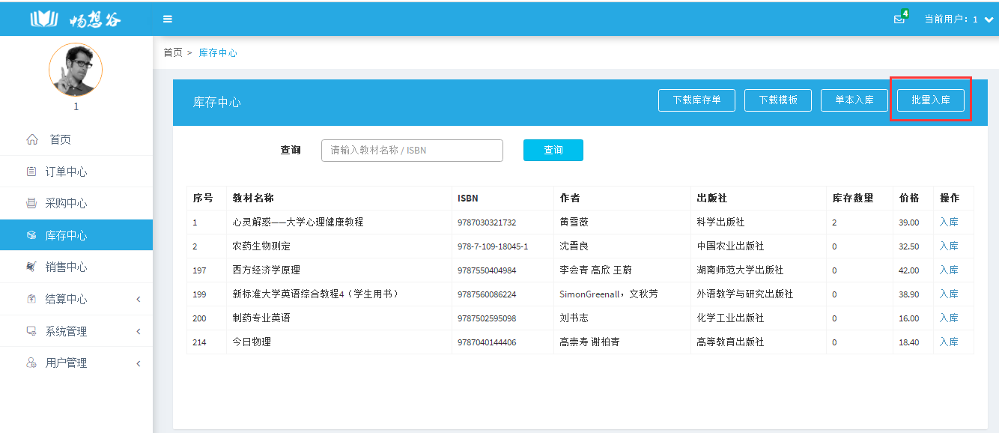 畅想谷
4
当前用户：1
首页 > 库存中心
1
首页
订单中心
采购中心
库存中心
销售中心
结算中心
系统管理
用户管理
库存中心 下载库存单 下载模板 单本入库 批量入库
查询 请输入教材名称 / ISBN 查询
序号 教材名称 ISBN 作者 出版社 库存数量 价格 操作
1 心灵解惑——大学心理健康教程 9787030321732 黄雪薇 科学出版社 2 39.00 入库
2 农药生物测定 978-7-109-18045-1 沈晋良 中国农业出版社 0 32.50 入库
197 西方经济学原理 9787550404984 李会青 高欣 王蔚 湖南师范大学出版社 0 42.00 入库
199 新标准大学英语综合教程4（学生用书） 9787560086224 SimonGreenall，文秋芳 外语教学与研究出版社 0 38.90 入库
200 制药专业英语 9787502595098 刘书志 化学工业出版社 0 16.00 入库
214 今日物理 9787040144406 高崇寿 谢柏青 高等教育出版社 0 18.40 入库